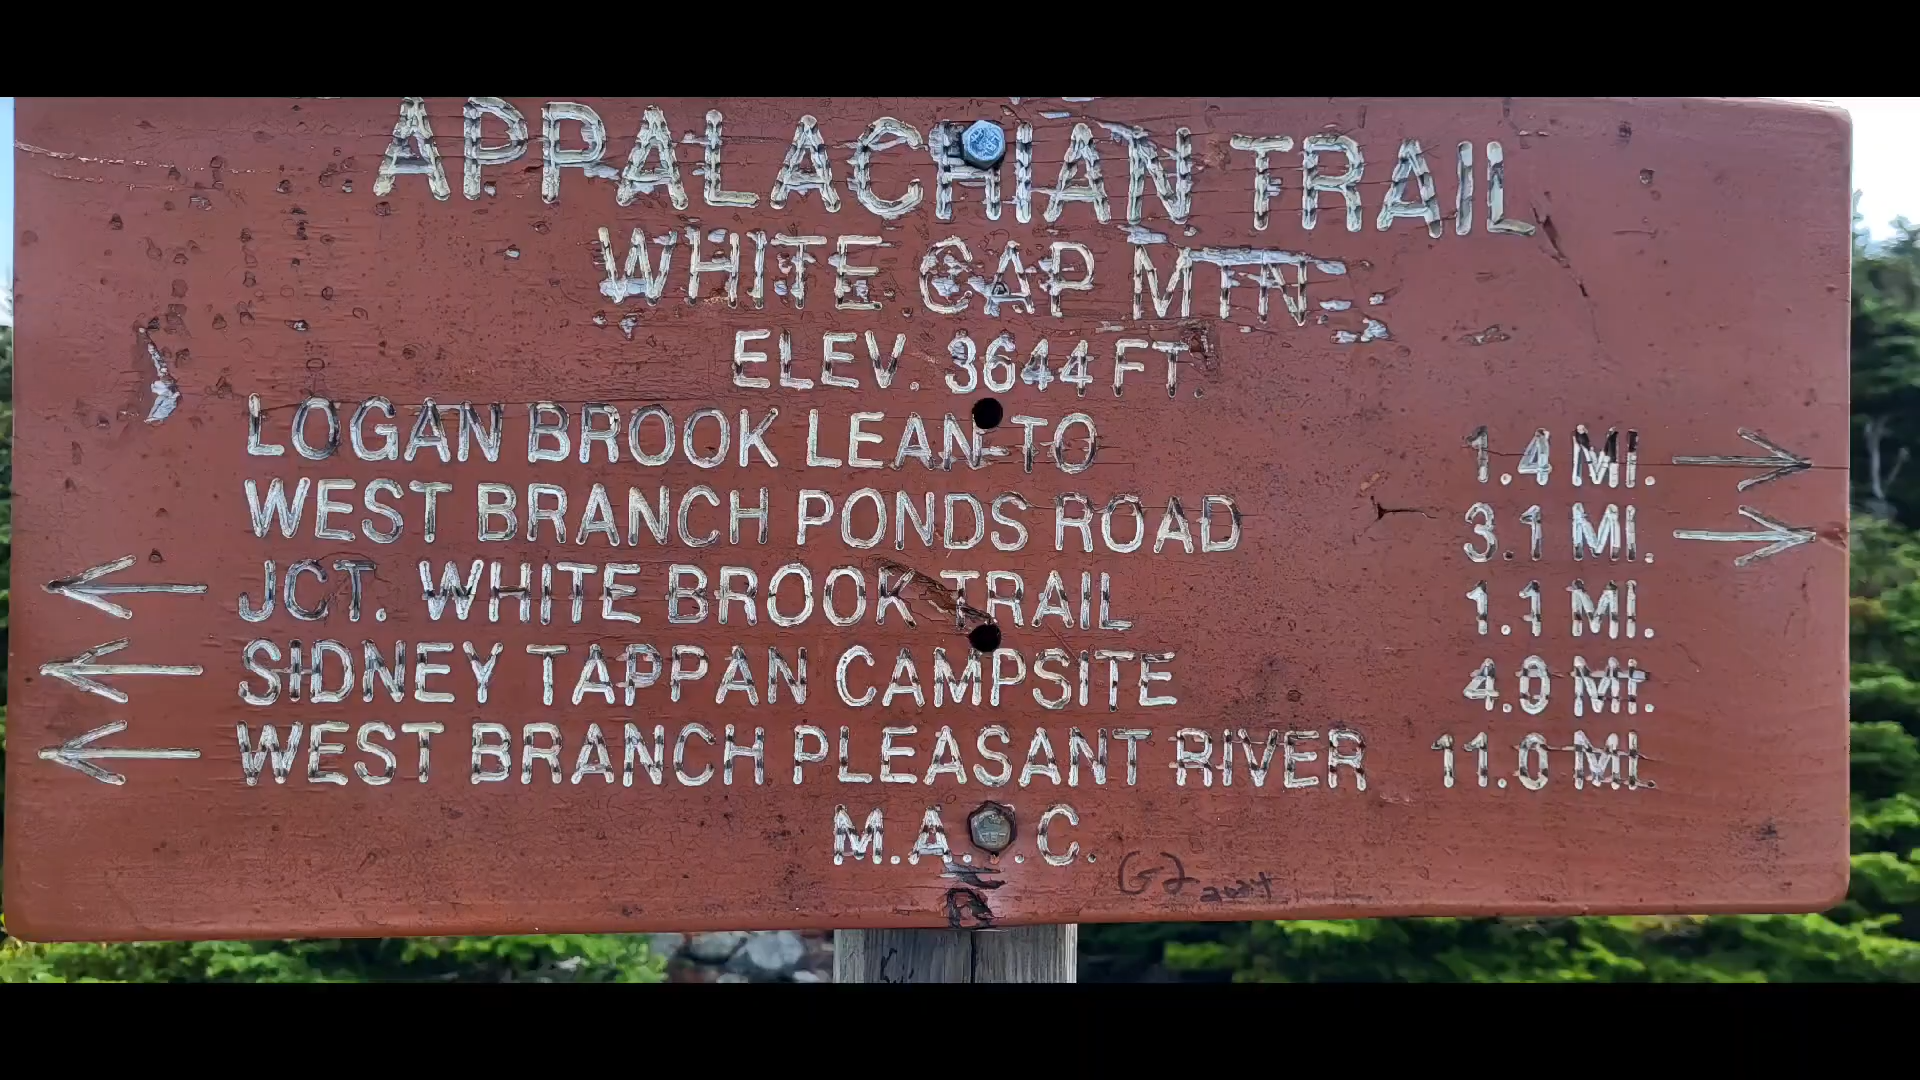 APPALACHIAN TRAIL
WHITE CAP MTN
ELEV. 3644 FT.
LOGAN BROOK LEAN-TO 1.4 MI.
WEST BRANCH PONDS ROAD 3.1 MI.
JCT. WHITE BROOK TRAIL 1.1 MI.
SIDNEY TAPPAN CAMPSITE 4.0 MI.
WEST BRANCH PLEASANT RIVER 11.0 MI.
M.A. .C.
2024